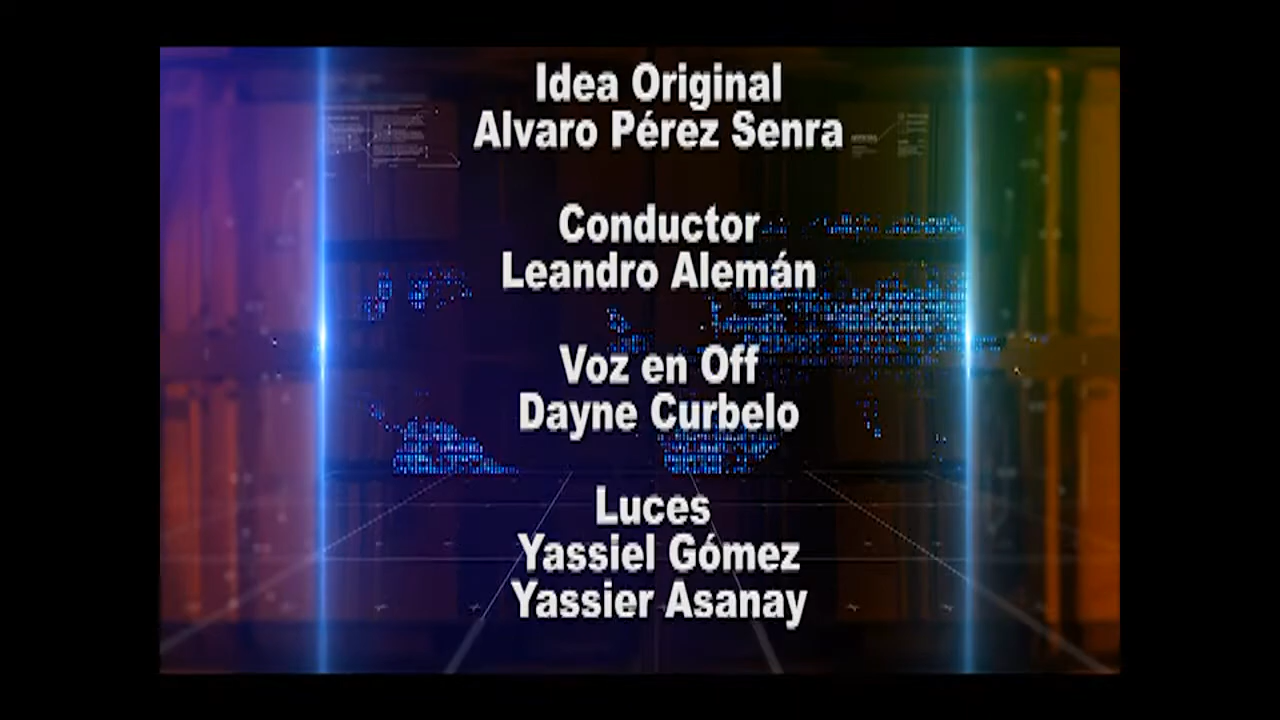 Idea Original
Alvaro Pérez Senra
Conductor
Leandro Alemán
Voz en Off
Dayne Curbelo
Luces
Yassiel Gómez
Yassier Asanay